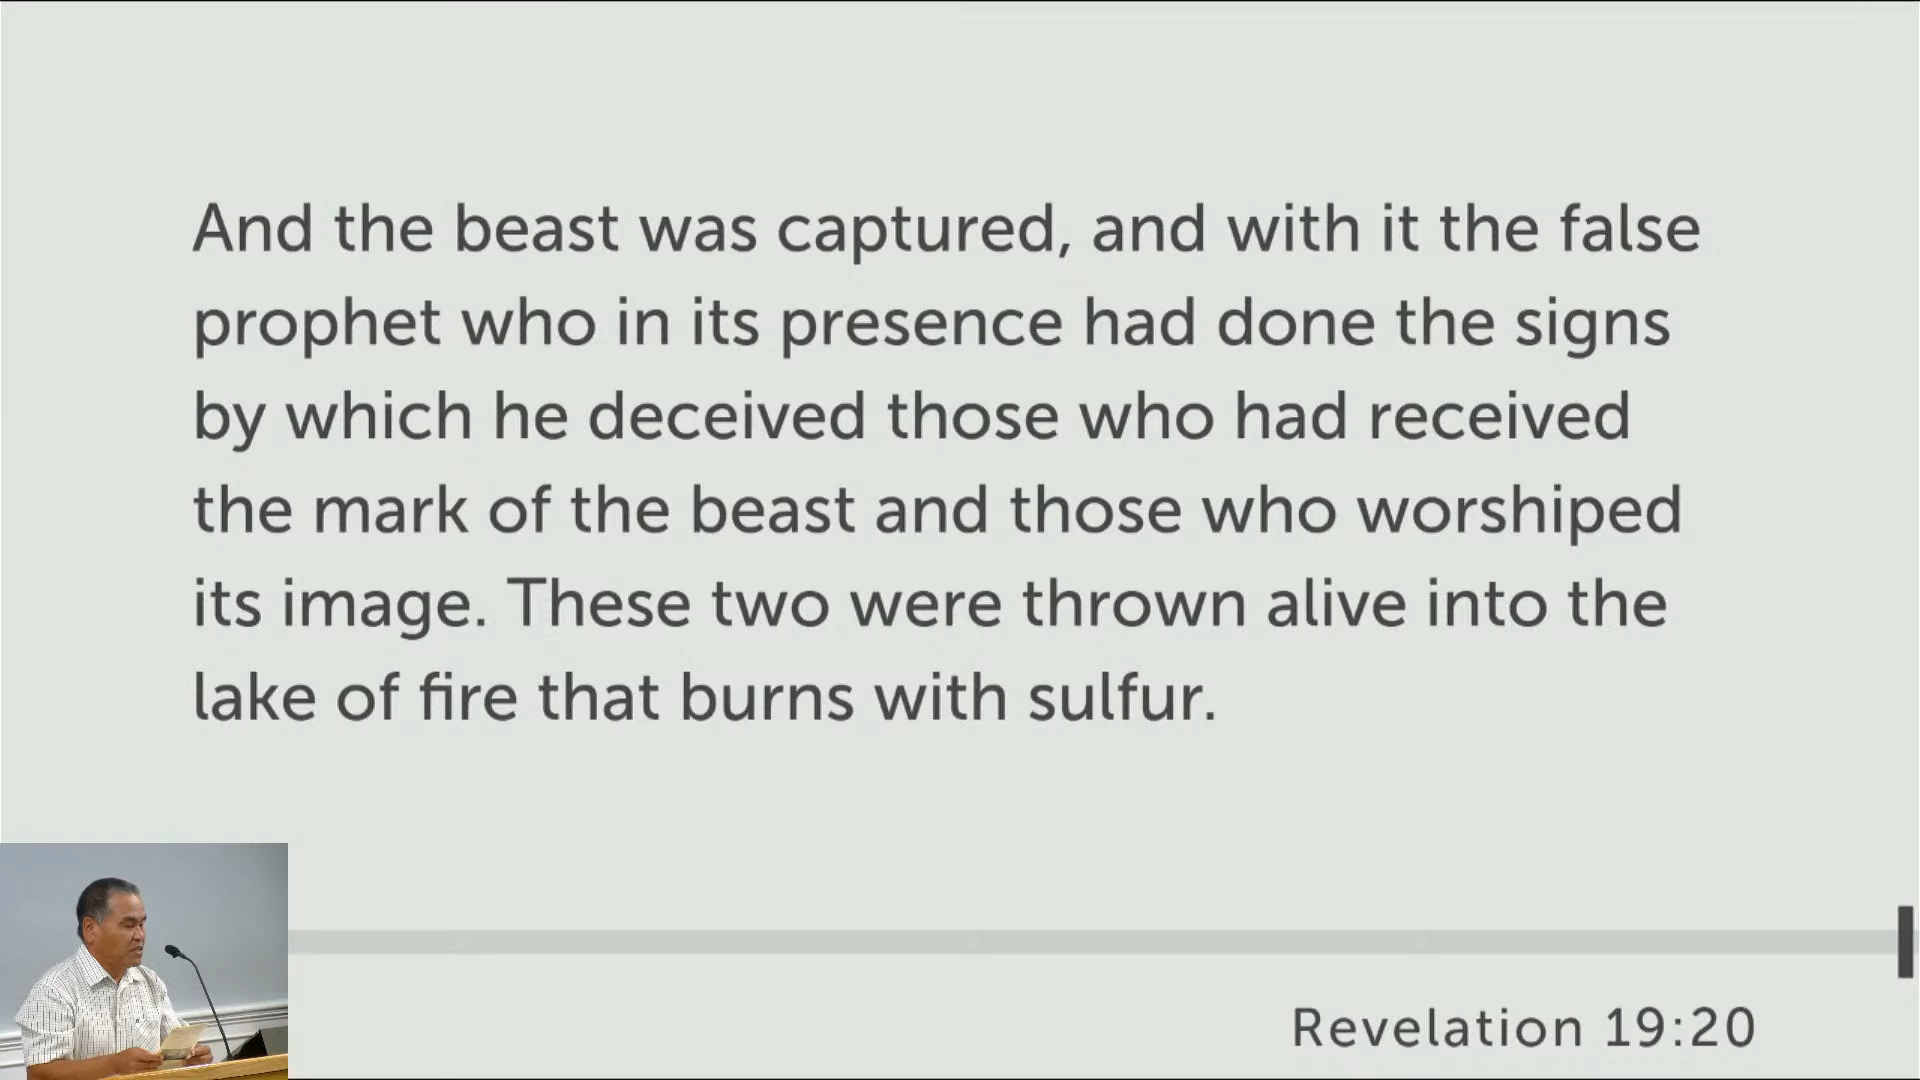 And the beast was captured, and with it the false
prophet who in its presence had done the signs
by which he deceived those who had received
the mark of the beast and those who worshiped
its image. These two were thrown alive into the
lake of fire that burns with sulfur.
Revelation 19:20